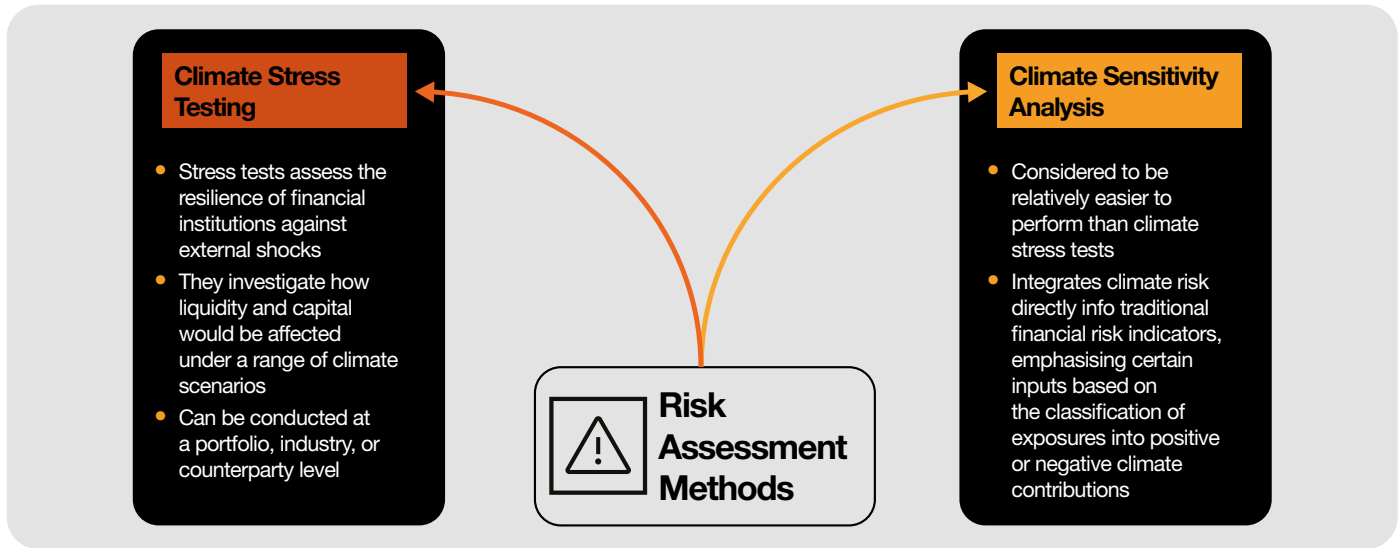 Climate Stress
Testing
• Stress tests assess the
resilience of financial
institutions against
external shocks
• They investigate how
liquidity and capital
would be affected
under a range of climate
scenarios
• Can be conducted at
a portfolio, industry, or
counterparty level
Risk
Assessment
Methods
Climate Sensitivity
Analysis
• Considered to be
relatively easier to
perform than climate
stress tests
• Integrates climate risk
directly info traditional
financial risk indicators,
emphasising certain
inputs based on
the classification of
exposures into positive
or negative climate
contributions